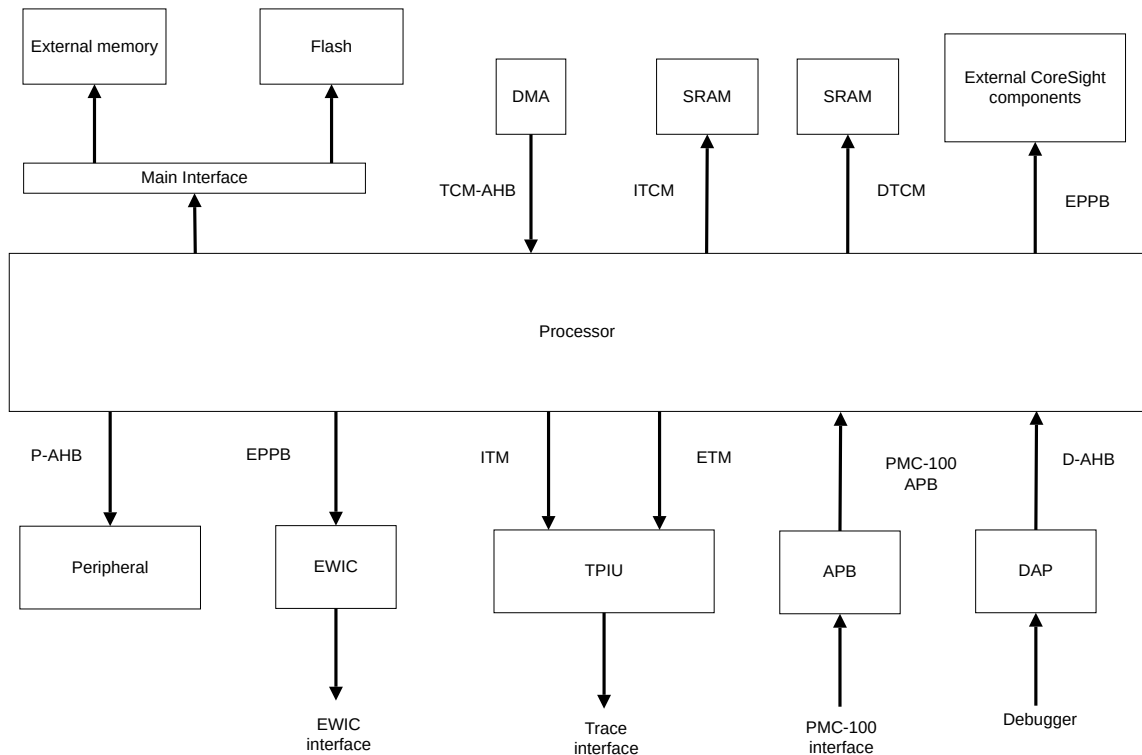 External memory
Flash
DMA
SRAM
SRAM
External CoreSight
components
Main Interface
TCM-AHB
ITCM
DTCM
EPPB
Processor
P-AHB
EPPB
ITM
ETM
PMC-100
APB
D-AHB
Peripheral
EWIC
TPIU
APB
DAP
EWIC
interface
Trace
interface
PMC-100
interface
Debugger